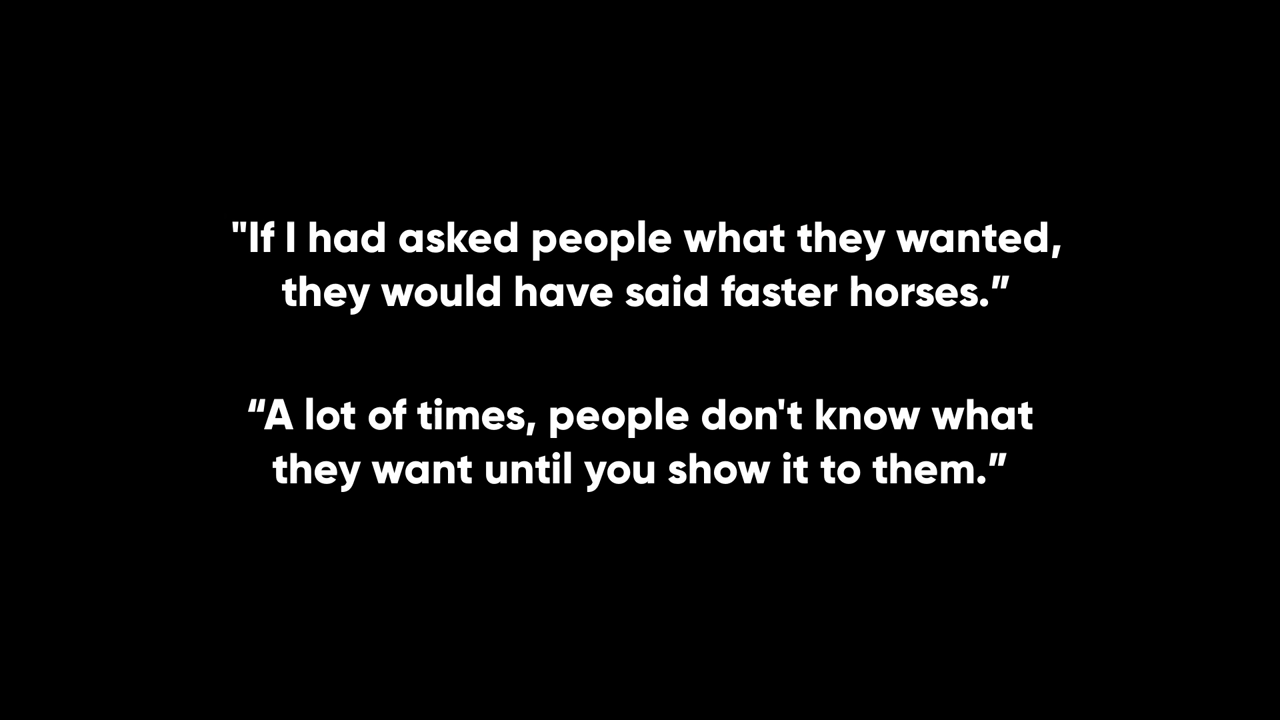 "If I had asked people what they wanted,
they would have said faster horses.”
“A lot of times, people don't know what
they want until you show it to them.”